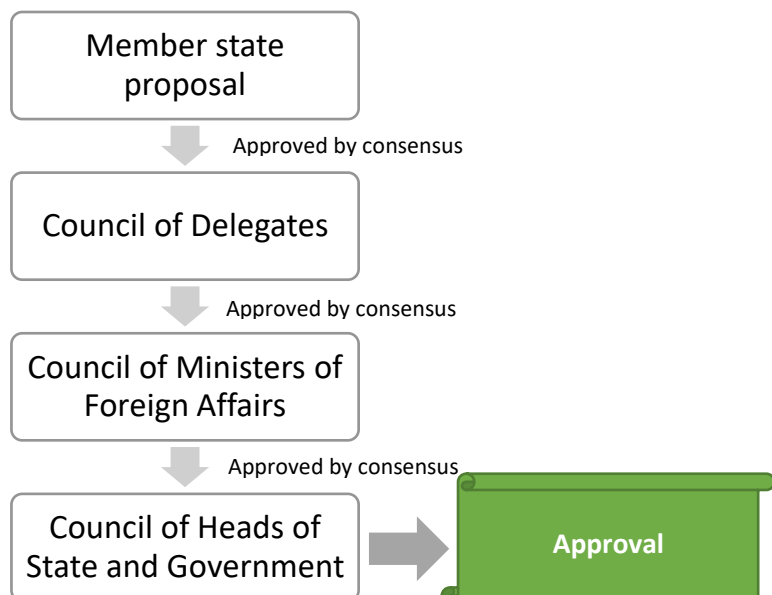 Member state
proposal
Approved by consensus
Council of Delegates
Approved by consensus
Council of Ministers of
Foreign Affairs
Approved by consensus
Council of Heads of
State and Government
Approval